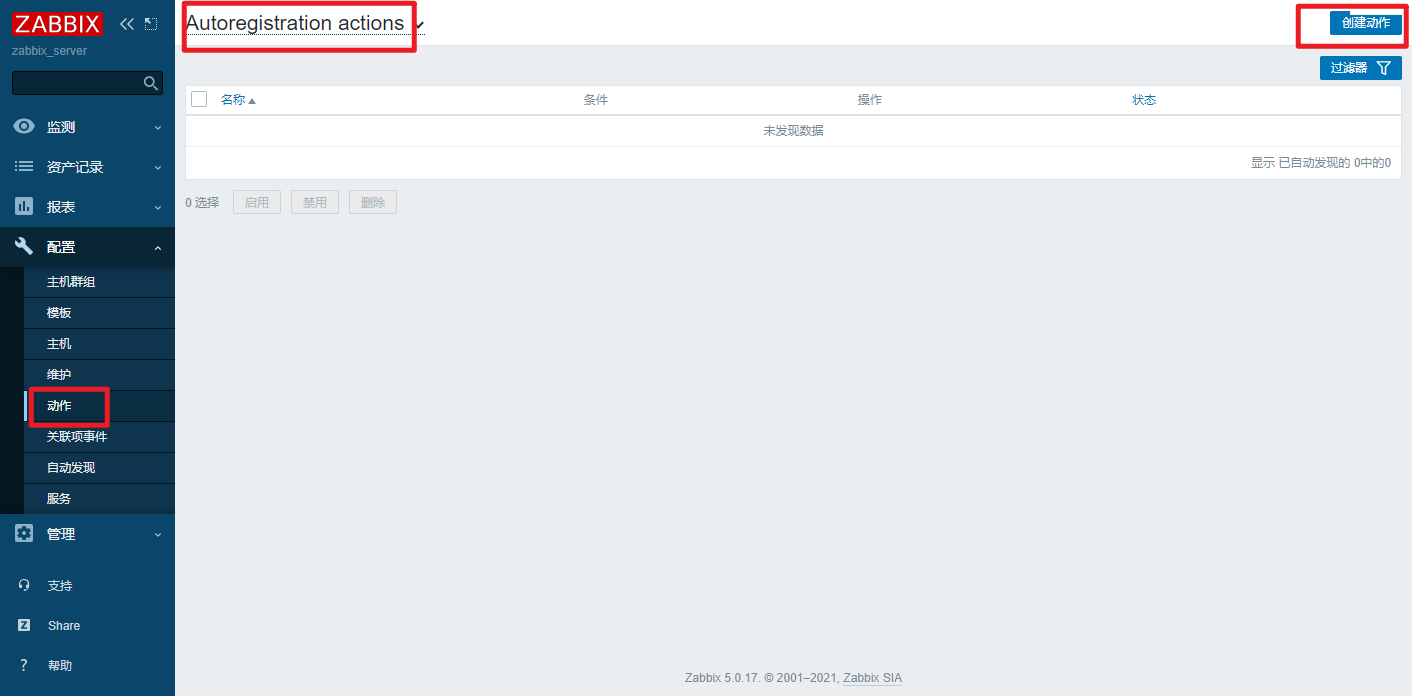 ZABBIX
zabbix_server
监测
资产记录
报表
配置
主机群组
模板
主机
维护
动作
关联项事件
自动发现
服务
管理
支持
Share
帮助
Autoregistration actions
创建动作
过滤器
名称 条件 操作 状态
未发现数据
显示 已自动发现的 0中的0
0 选择 启用 禁用 删除
Zabbix 5.0.17. © 2001–2021, Zabbix SIA